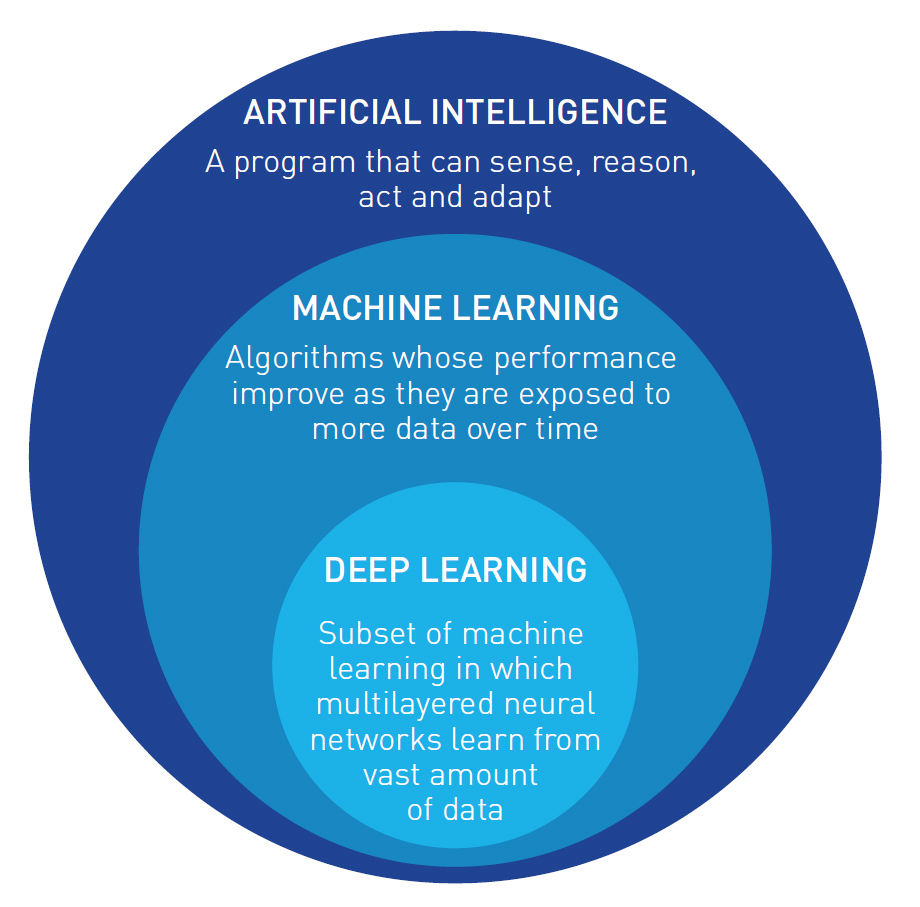 ARTIFICIAL INTELLIGENCE
A program that can sense, reason,
act and adapt
MACHINE LEARNING
Algorithms whose performance
improve as they are exposed to
more data over time
DEEP LEARNING
Subset of machine
learning in which
multilayered neural
networks learn from
vast amount
of data